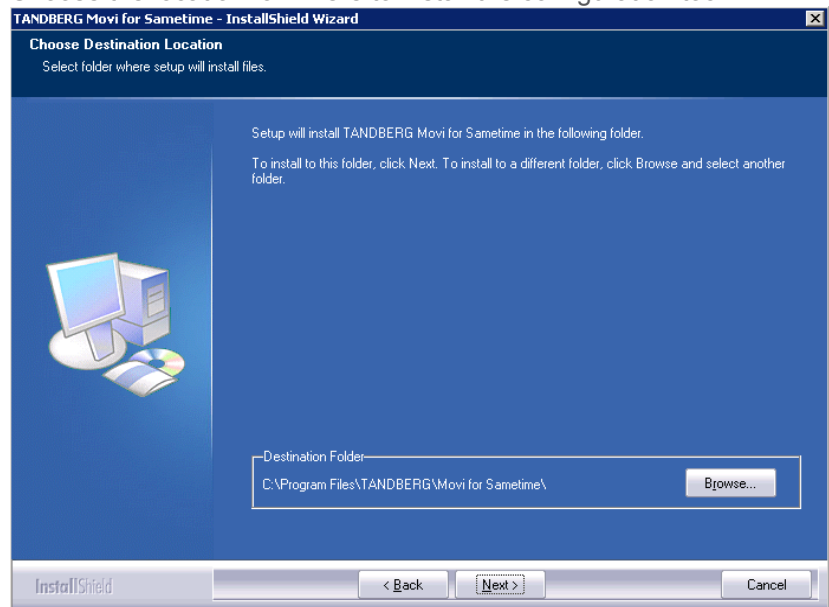 TANDBERG Movi for Sametime - InstallShield Wizard
Choose Destination Location
Select folder where setup will install files.
Setup will install TANDBERG Movi for Sametime in the following folder.
To install to this folder, click Next. To install to a different folder, click Browse and select another
folder.
Destination Folder
C:\Program Files\TANDBERG\Movi for Sametime\
Browse...
InstallShield
< Back
Next >
Cancel